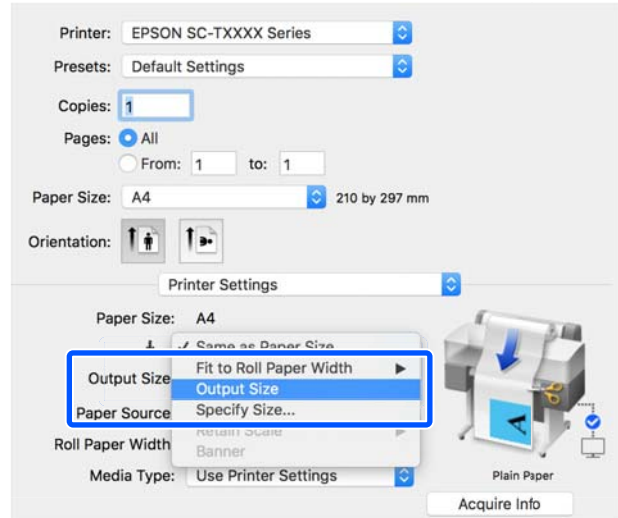 Printer: EPSON SC-TXXXX Series
Presets: Default Settings
Copies: 1
Pages: All
From: 1 to: 1
Paper Size: A4 210 by 297 mm
Orientation:
Printer Settings
Paper Size: A4
Same as Paper Size
Fit to Roll Paper Width
Output Size
Output Size
Paper Source
Specify Size...
Retain Scale
Roll Paper Width
Banner
Media Type: Use Printer Settings
Plain Paper
Acquire Info